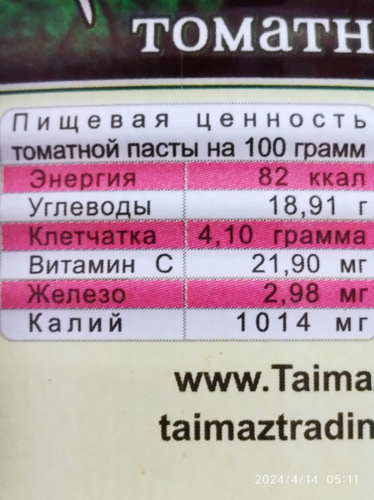 томатн
Пищевая ценность
томатной пасты на 100 грамм
Энергия 82 ккал
Углеводы 18,91 г
Клетчатка 4,10 грамма
Витамин С 21,90 мг
Железо 2,98 мг
Калий 1014 мг
www.Taima
taimaztradin
2024/4/14 05:11